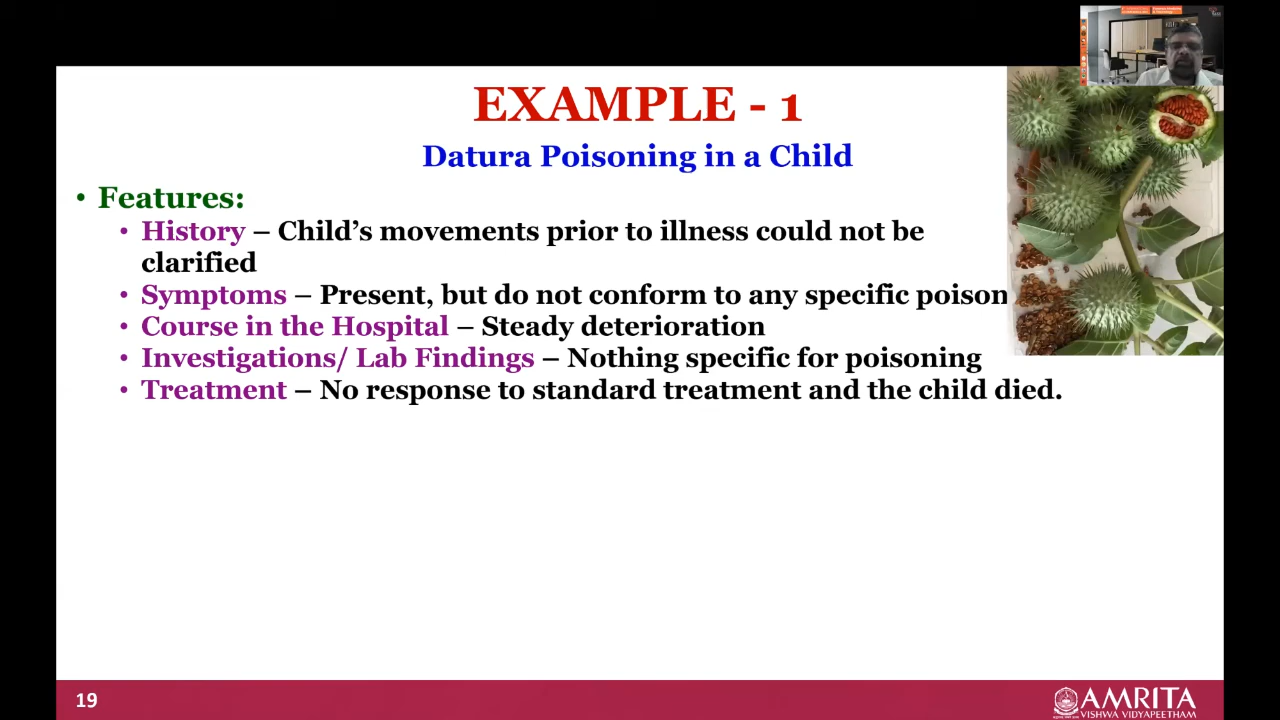 EXAMPLE - 1
Datura Poisoning in a Child
• Features:
• History – Child's movements prior to illness could not be
clarified
• Symptoms – Present, but do not conform to any specific poison
• Course in the Hospital – Steady deterioration
• Investigations/ Lab Findings – Nothing specific for poisoning
• Treatment – No response to standard treatment and the child died.
19
AMRITA
VISHWA VIDYAPEETHAM